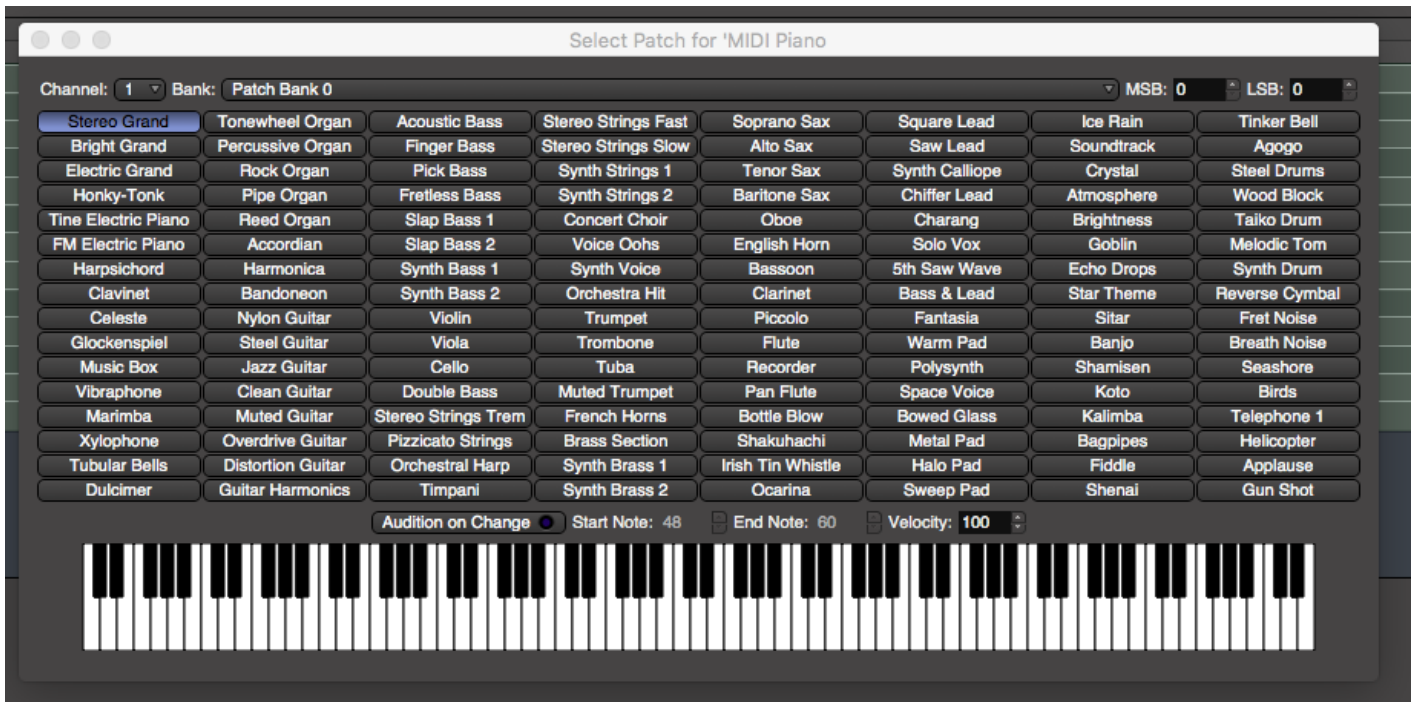 Select Patch for 'MIDI Piano
Channel: 1 Bank: Patch Bank 0 MSB: 0 LSB: 0
Stereo Grand Tonewheel Organ Acoustic Bass Stereo Strings Fast Soprano Sax Square Lead Ice Rain Tinker Bell
Bright Grand Percussive Organ Finger Bass Stereo Strings Slow Alto Sax Saw Lead Soundtrack Agogo
Electric Grand Rock Organ Pick Bass Synth Strings 1 Tenor Sax Synth Calliope Crystal Steel Drums
Honky-Tonk Pipe Organ Fretless Bass Synth Strings 2 Baritone Sax Chiffer Lead Atmosphere Wood Block
Tine Electric Piano Reed Organ Slap Bass 1 Concert Choir Oboe Charang Brightness Taiko Drum
FM Electric Piano Accordian Slap Bass 2 Voice Oohs English Horn Solo Vox Goblin Melodic Tom
Harpsichord Harmonica Synth Bass 1 Synth Voice Bassoon 5th Saw Wave Echo Drops Synth Drum
Clavinet Bandoneon Synth Bass 2 Orchestra Hit Clarinet Bass & Lead Star Theme Reverse Cymbal
Celeste Nylon Guitar Violin Trumpet Piccolo Fantasia Sitar Fret Noise
Glockenspiel Steel Guitar Viola Trombone Flute Warm Pad Banjo Breath Noise
Music Box Jazz Guitar Cello Tuba Recorder Polysynth Shamisen Seashore
Vibraphone Clean Guitar Double Bass Muted Trumpet Pan Flute Space Voice Koto Birds
Marimba Muted Guitar Stereo Strings Trem French Horns Bottle Blow Bowed Glass Kalimba Telephone 1
Xylophone Overdrive Guitar Pizzicato Strings Brass Section Shakuhachi Metal Pad Bagpipes Helicopter
Tubular Bells Distortion Guitar Orchestral Harp Synth Brass 1 Irish Tin Whistle Halo Pad Fiddle Applause
Dulcimer Guitar Harmonics Timpani Synth Brass 2 Ocarina Sweep Pad Shenai Gun Shot
Audition on Change Start Note: 48 End Note: 60 Velocity: 100